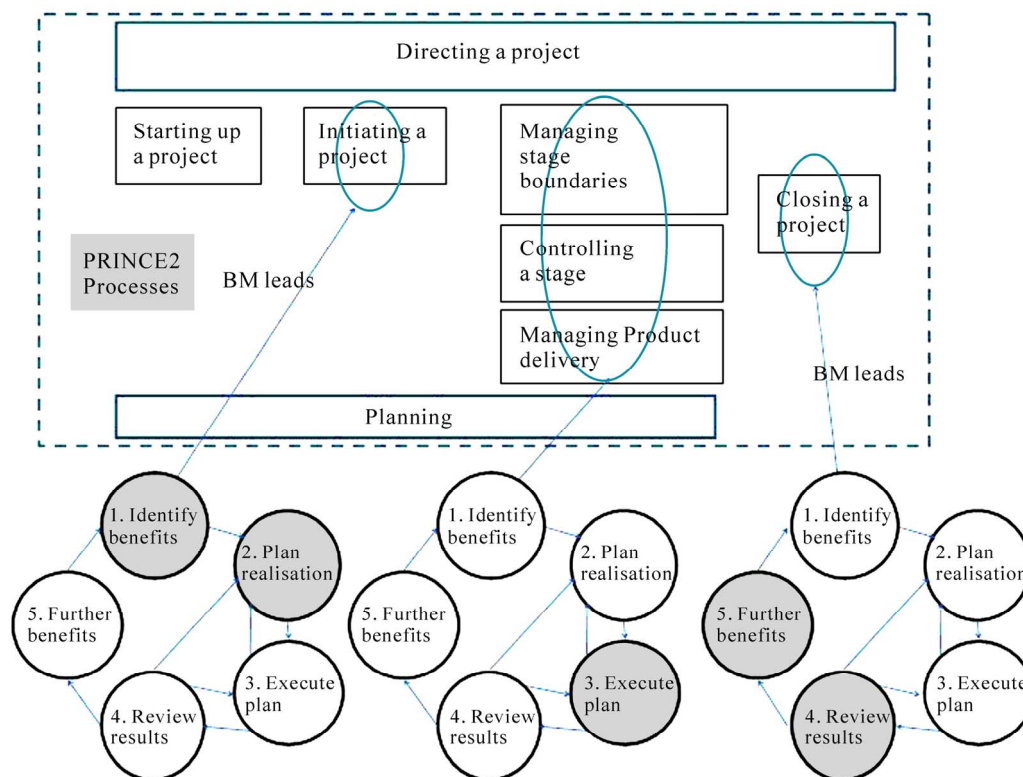 Directing a project
Starting up
a project
Initiating a
project
Managing
stage
boundaries
Closing a
project
Controlling
a stage
PRINCE2
Processes
BM leads
Managing Product
delivery
BM leads
Planning
1. Identify
benefits
2. Plan
realisation
5. Further
benefits
3. Execute
plan
4. Review
results
1. Identify
benefits
2. Plan
realisation
5. Further
benefits
3. Execute
plan
4. Review
results
1. Identify
benefits
2. Plan
realisation
5. Further
benefits
3. Execute
plan
4. Review
results